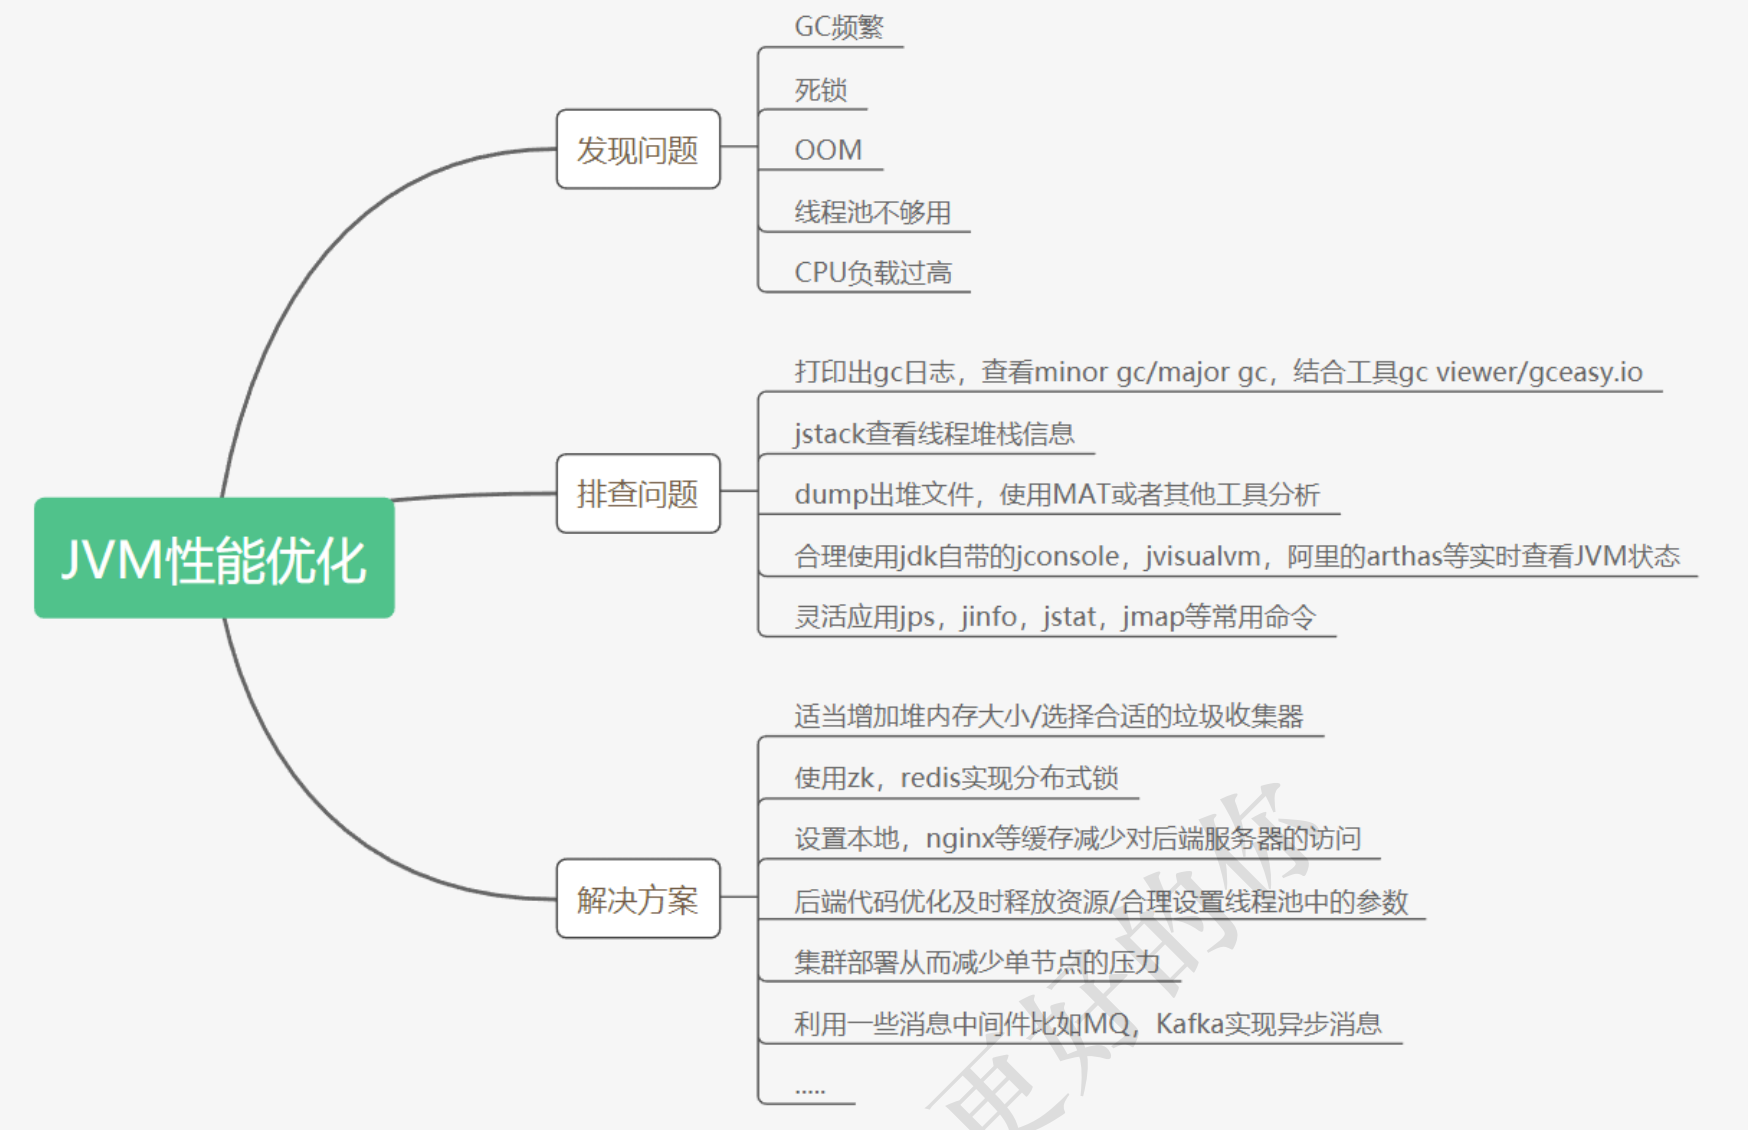 JVM性能优化
发现问题
GC频繁
死锁
OOM
线程池不够用
CPU负载过高
排查问题
打印出gc日志，查看minor gc/major gc，结合工具gc viewer/gceasy.io
jstack查看线程堆栈信息
dump出堆文件，使用MAT或者其他工具分析
合理使用jdk自带的jconsole，jvisualvm，阿里的arthas等实时查看JVM状态
灵活应用jps，jinfo，jstat，jmap等常用命令
解决方案
适当增加堆内存大小/选择合适的垃圾收集器
使用zk，redis实现分布式锁
设置本地，nginx等缓存减少对后端服务器的访问
后端代码优化及时释放资源/合理设置线程池中的参数
集群部署从而减少单节点的压力
利用一些消息中间件比如MQ，Kafka实现异步消息
.....
更好的你